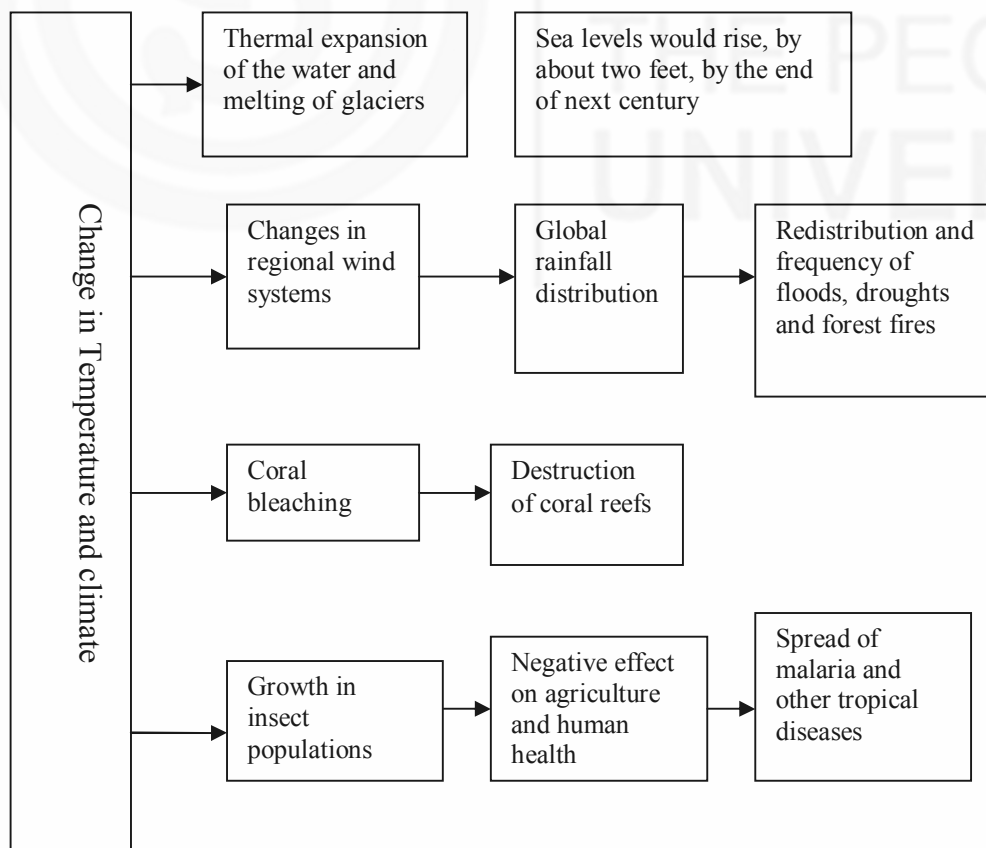 Thermal expansion
of the water and
melting of glaciers
Sea levels would rise, by
about two feet, by the end
of next century
Change in Temperature and climate
Changes in
regional wind
systems
Global
rainfall
distribution
Redistribution and
frequency of
floods, droughts
and forest fires
Coral
bleaching
Destruction
of coral reefs
Growth in
insect
populations
Negative effect
on agriculture
and human
health
Spread of
malaria and
other tropical
diseases
THE PEO
UNIVER